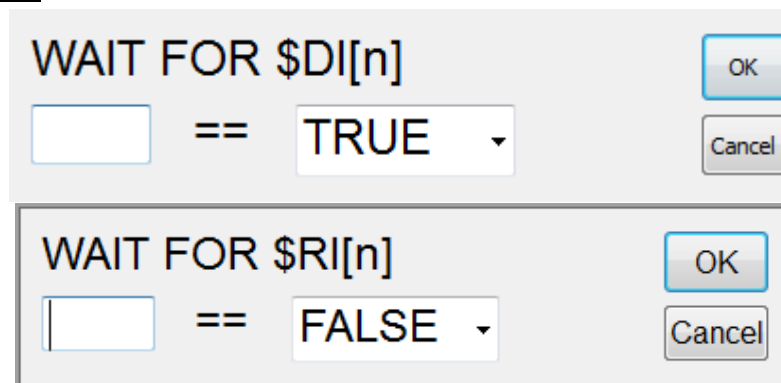 WAIT FOR $DI[n]
OK
== TRUE
Cancel
WAIT FOR $RI[n]
OK
== FALSE
Cancel